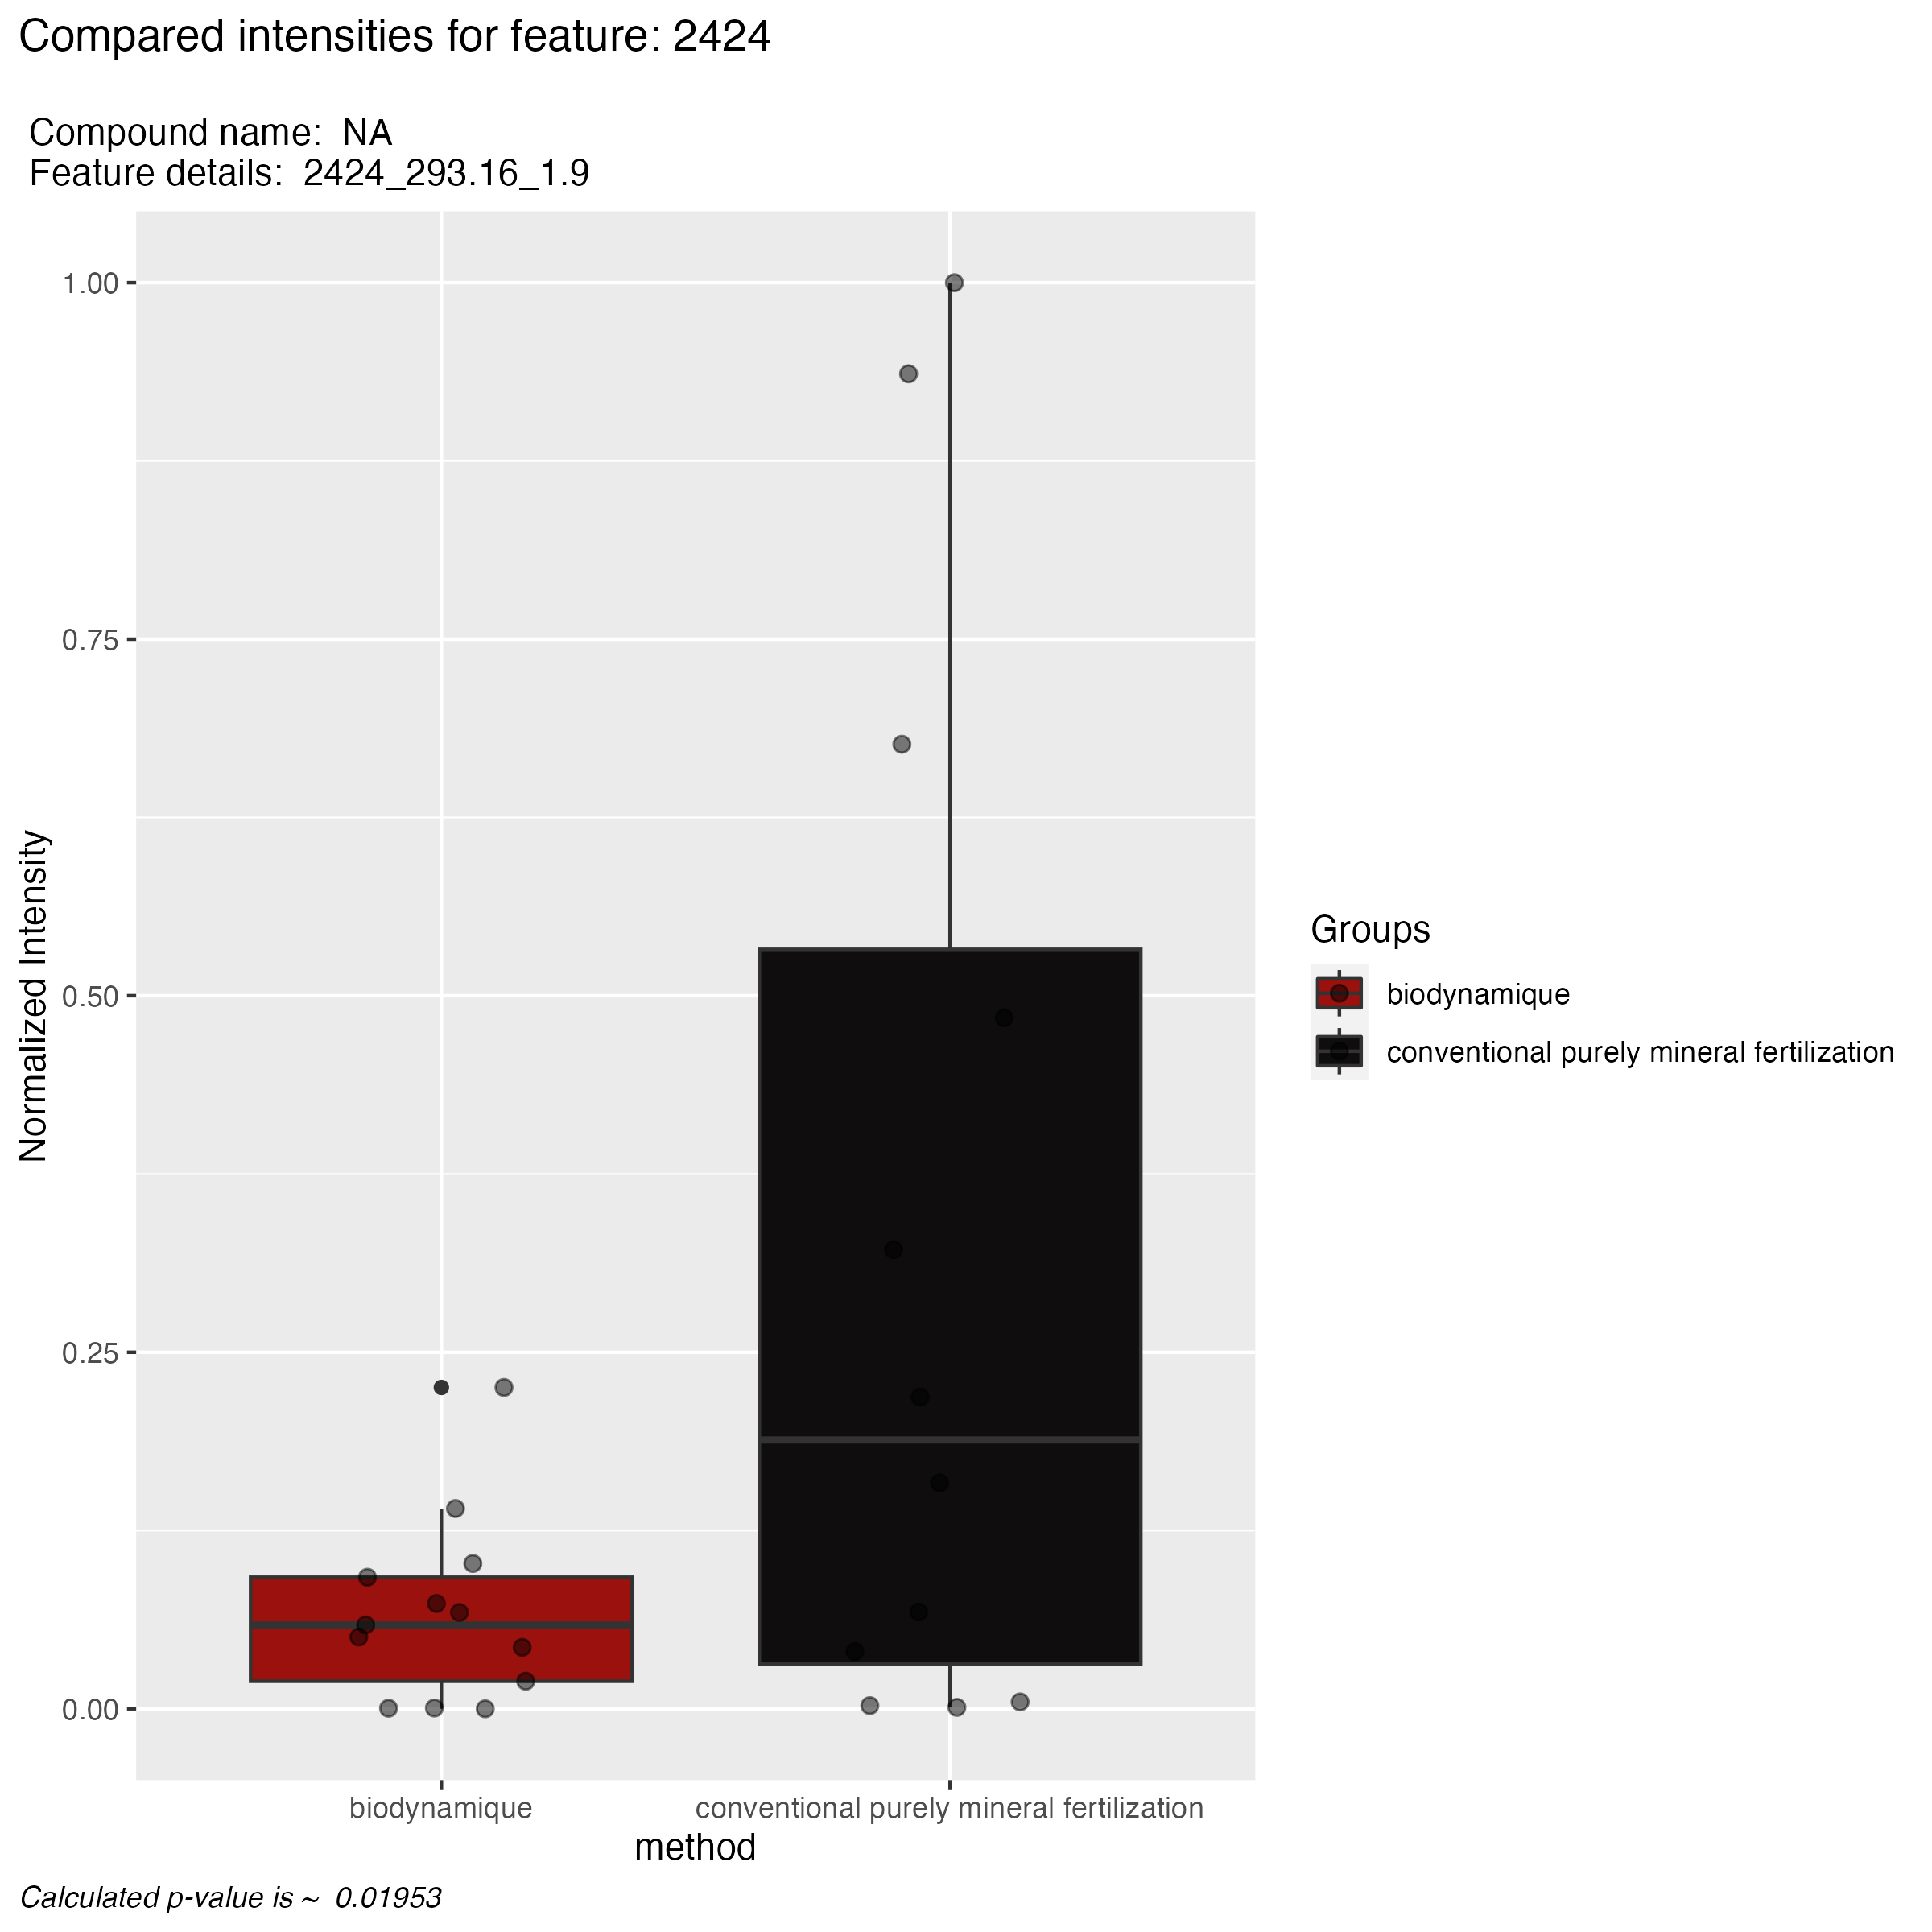 Compared intensities for feature: 2424
Compound name:  NA
Feature details:  2424_293.16_1.9
1.00
0.75
0.50
0.25
0.00
Normalized Intensity
biodynamique
conventional purely mineral fertilization
method
Groups
biodynamique
conventional purely mineral fertilization
Calculated p-value is ~  0.01953